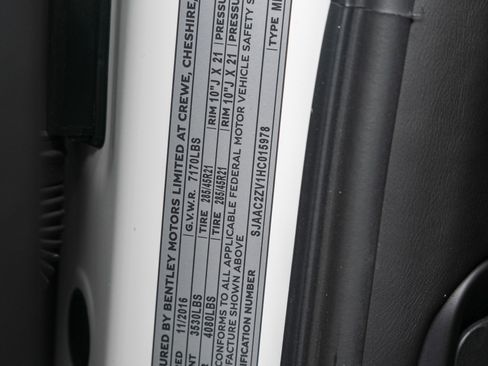 URED BY BENTLEY MOTORS LIMITED AT CREWE, CHESHIRE,
11/2016 G.V.W.R. 7170LBS
3530LBS TIRE 285/45R21 RIM 10"J X 21 PRESSU
4080LBS TIRE 285/45R21 RIM 10"J X 21 PRESSUR
CONFORMS TO ALL APPLICABLE FEDERAL MOTOR VEHICLE SAFETY S
FACTURE SHOWN ABOVE
NTIFICATION NUMBER SJAAC2ZV1HC015978 TYPE